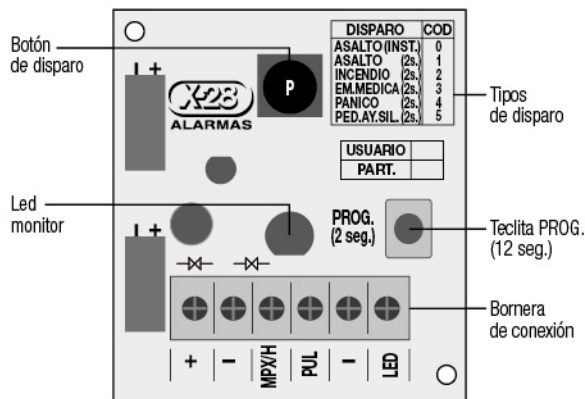 Botón
de disparo
DISPARO COD
ASALTO (INST.) 0
ASALTO (2s.) 1
INCENDIO (2s.) 2
EM.MEDICA (2s.) 3
PANICO (2s.) 4
PED.AY.SIL. (2s.) 5
Tipos
de disparo
– +
X-28
ALARMAS
P
USUARIO
PART.
Led
monitor
PROG.
(2 seg.)
Teclita PROG.
(12 seg.)
– +
Bornera
de conexión
+ – MPX/H PUL – LED